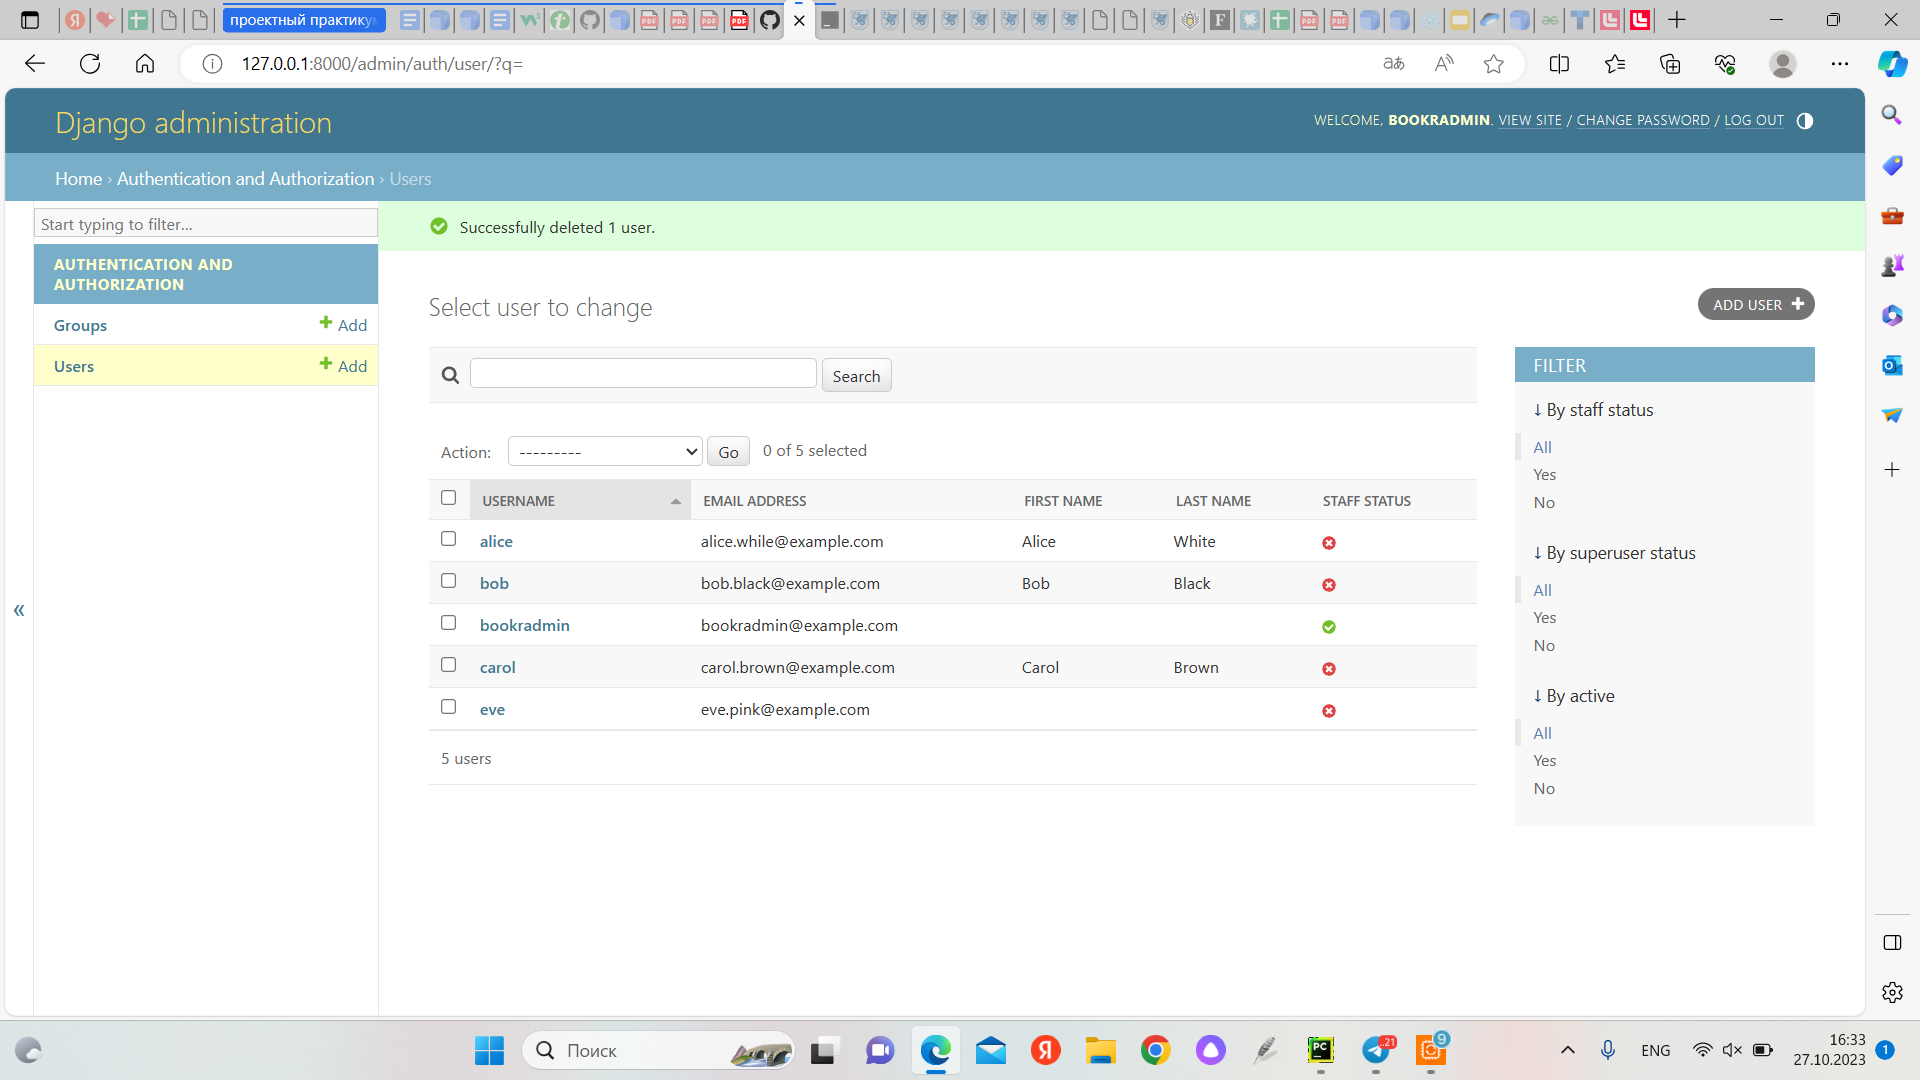 проектный практику
127.0.0.1:8000/admin/auth/user/?q=
Django administration
WELCOME, BOOKRADMIN. VIEW SITE / CHANGE PASSWORD / LOG OUT
Home › Authentication and Authorization › Users
Start typing to filter...
Successfully deleted 1 user.
AUTHENTICATION AND
AUTHORIZATION
Groups + Add
Users + Add
«
Select user to change
ADD USER +
Search
Action: --------- Go 0 of 5 selected
USERNAME EMAIL ADDRESS FIRST NAME LAST NAME STAFF STATUS
alice alice.while@example.com Alice White
bob bob.black@example.com Bob Black
bookradmin bookradmin@example.com
carol carol.brown@example.com Carol Brown
eve eve.pink@example.com
5 users
FILTER
↓ By staff status
All
Yes
No
↓ By superuser status
All
Yes
No
↓ By active
All
Yes
No
Поиск
PC
21
9
ENG
16:33
27.10.2023
1